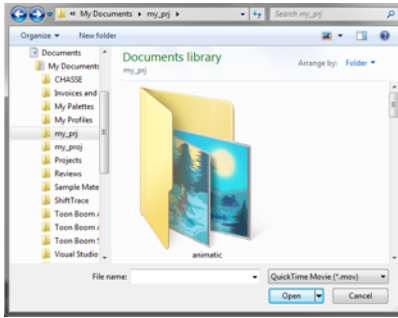 « My Documents ▸ my_prj ▸
Search my_prj
Organize
New folder
Documents
My Documents
CHASSE
Invoices and
My Palettes
My Profiles
my_prj
my_proj
Projects
Reviews
Sample Mate
ShiftTrace
Toon Boom
Toon Boom
Toon Boom
Visual Studio
Documents library
my_prj
Arrange by: Folder
animatic
File name:
QuickTime Movie (*.mov)
Open
Cancel